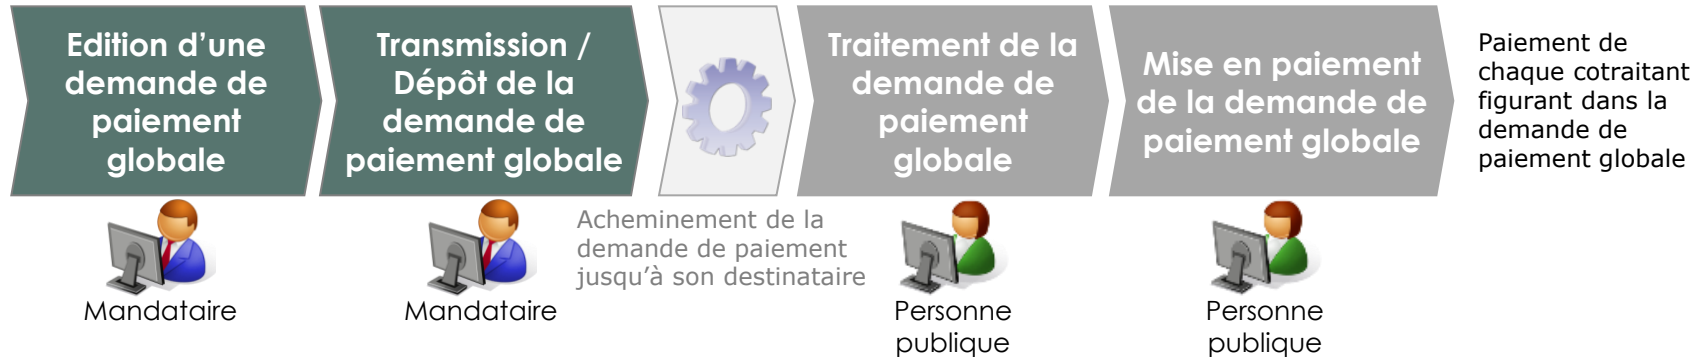 Edition d’une
demande de
paiement
globale
Transmission /
Dépôt de la
demande de
paiement globale
Traitement de la
demande de
paiement
globale
Mise en paiement
de la demande de
paiement globale
Paiement de
chaque cotraitant
figurant dans la
demande de
paiement globale
Mandataire
Mandataire
Acheminement de la
demande de paiement
jusqu’à son destinataire
Personne
publique
Personne
publique